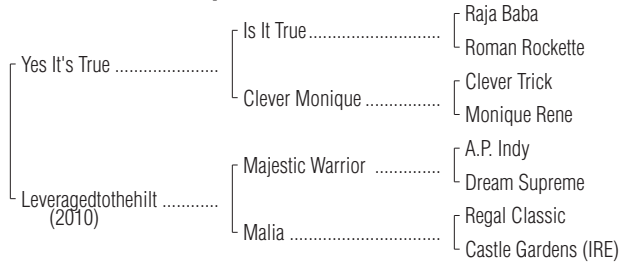 Raja Baba
Is It True
Roman Rockette
Yes It's True
Clever Trick
Clever Monique
Monique Rene
A.P. Indy
Majestic Warrior
Dream Supreme
Leveragedtothehilt
(2010)
Regal Classic
Malia
Castle Gardens (IRE)